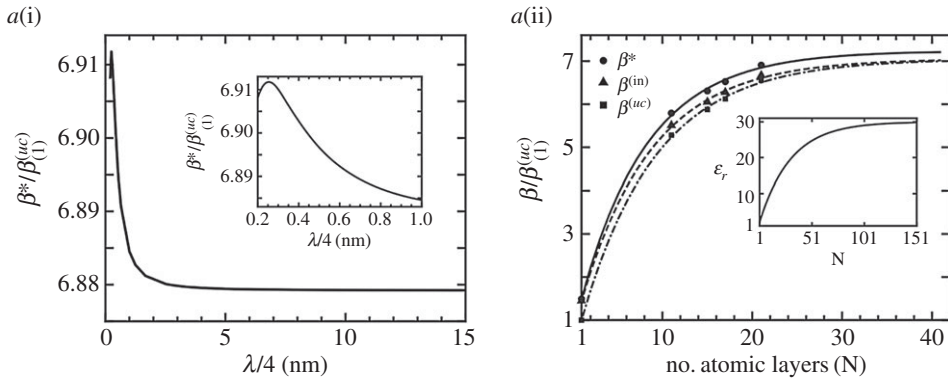 a(i)
β*/β(1)^(uc)
6.91
6.90
6.89
6.88
0 5 10 15
λ/4 (nm)
β*/β(1)^(uc)
6.91
6.90
6.89
0.2 0.4 0.6 0.8 1.0
λ/4 (nm)
a(ii)
β/β(1)^(uc)
7
5
3
1
1 10 20 30 40
no. atomic layers (N)
β*
β^(in)
β^(uc)
εr
30
20
10
1
1 51 101 151
N